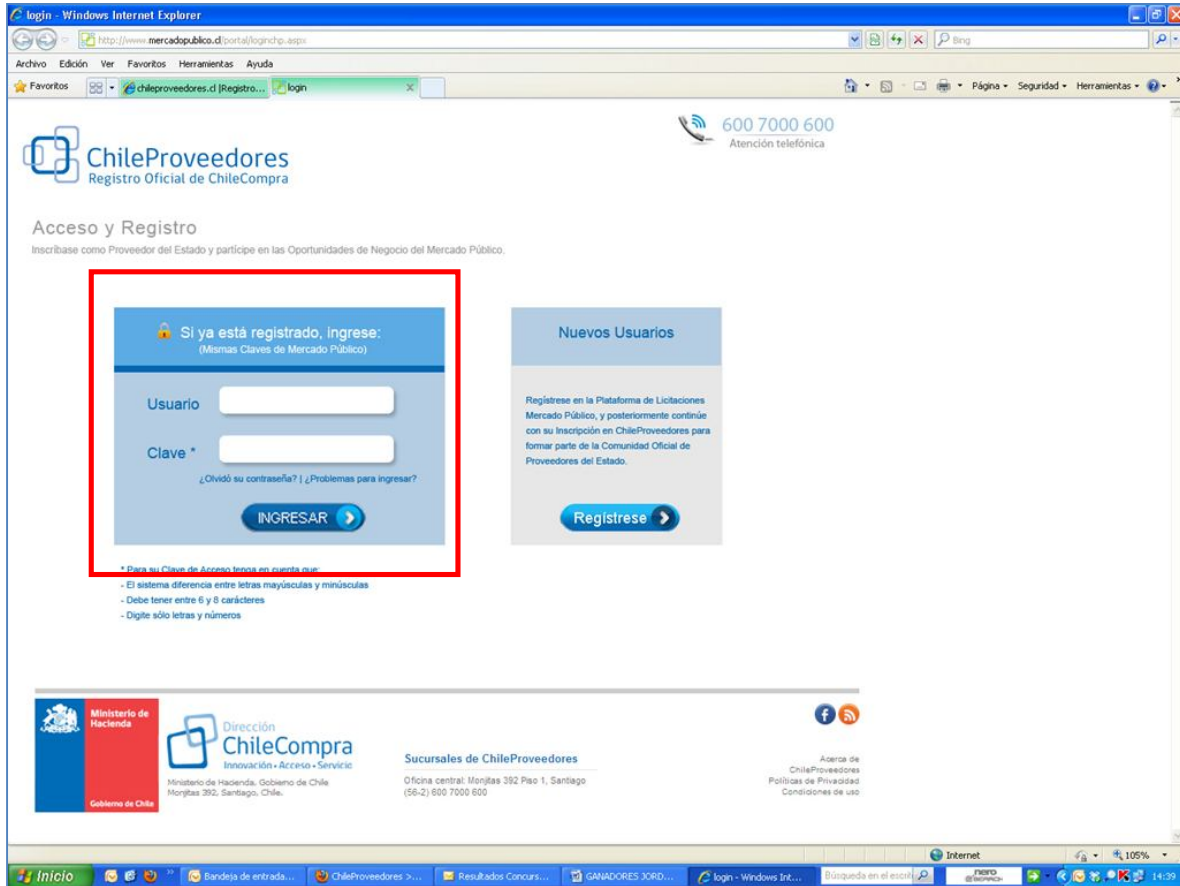 login - Windows Internet Explorer
http://www.mercadopublico.cl/portal/loginchp.aspx
Bing
Archivo Edición Ver Favoritos Herramientas Ayuda
Favoritos chileproveedores.cl |Registro... login Página Seguridad Herramientas
600 7000 600
Atención telefónica
ChileProveedores
Registro Oficial de ChileCompra
Acceso y Registro
Inscríbase como Proveedor del Estado y participe en las Oportunidades de Negocio del Mercado Público.
Si ya está registrado, ingrese:
(Mismas Claves de Mercado Público)
Usuario
Clave *
¿Olvidó su contraseña? | ¿Problemas para ingresar?
INGRESAR
Nuevos Usuarios
Regístrese en la Plataforma de Licitaciones
Mercado Público, y posteriormente continúe
con su Inscripción en ChileProveedores para
formar parte de la Comunidad Oficial de
Proveedores del Estado.
Regístrese
* Para su Clave de Acceso tenga en cuenta que:
- El sistema diferencia entre letras mayúsculas y minúsculas
- Debe tener entre 6 y 8 carácteres
- Digite sólo letras y números
Ministerio de
Hacienda
Gobierno de Chile
Dirección
ChileCompra
Innovación • Acceso • Servicio
Ministerio de Hacienda, Gobierno de Chile
Monjitas 392, Santiago, Chile.
Sucursales de ChileProveedores
Oficina central: Monjitas 392 Piso 1, Santiago
(56-2) 600 7000 600
Acerca de
ChileProveedores
Políticas de Privacidad
Condiciones de uso
Internet 105%
Inicio Bandeja de entrada... ChileProveedores >... Resultados Concurs... GANADORES JORD... login - Windows Int... Búsqueda en el escrit nero 14:39